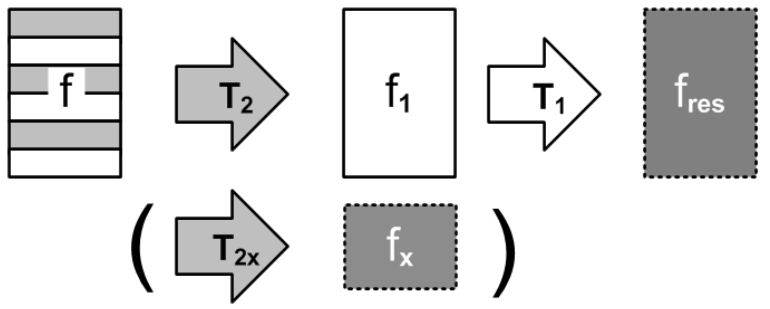 f T₂ f₁ T₁ fᵣₑₛ
( T₂ₓ fₓ )